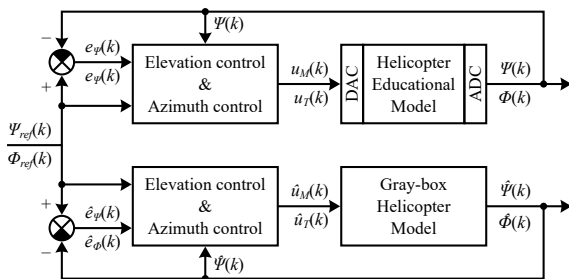 −
Ψ(k)
e_Ψ(k)
e_Ψ(k)
+
Elevation control
&
Azimuth control
u_M(k)
u_T(k)
DAC
Helicopter
Educational
Model
ADC
Ψ(k)
Φ(k)
Ψ_ref(k)
Φ_ref(k)
+
ê_Ψ(k)
ê_Φ(k)
−
Elevation control
&
Azimuth control
Ψ̂(k)
û_M(k)
û_T(k)
Gray-box
Helicopter
Model
Ψ̂(k)
Φ̂(k)